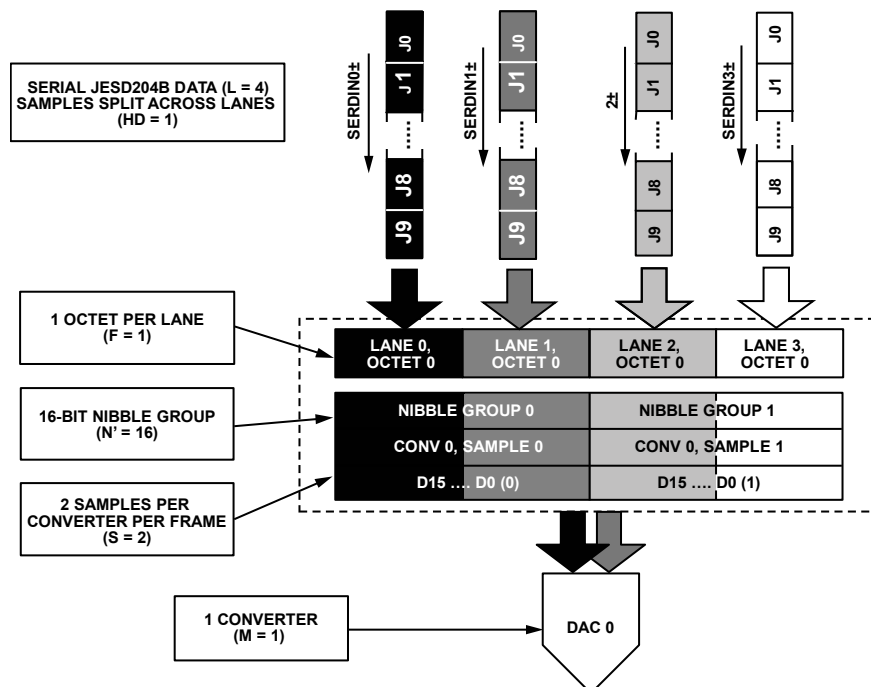 SERIAL JESD204B DATA (L = 4)
SAMPLES SPLIT ACROSS LANES
(HD = 1)
SERDIN0±
J0
J1
.....
J8
J9
SERDIN1±
J0
J1
.....
J8
J9
2±
J0
J1
.....
J8
J9
SERDIN3±
J0
J1
.....
J8
J9
1 OCTET PER LANE
(F = 1)
LANE 0,
OCTET 0
LANE 1,
OCTET 0
LANE 2,
OCTET 0
LANE 3,
OCTET 0
16-BIT NIBBLE GROUP
(N’ = 16)
NIBBLE GROUP 0
NIBBLE GROUP 1
CONV 0, SAMPLE 0
CONV 0, SAMPLE 1
D15 .... D0 (0)
D15 .... D0 (1)
2 SAMPLES PER
CONVERTER PER FRAME
(S = 2)
1 CONVERTER
(M = 1)
DAC 0